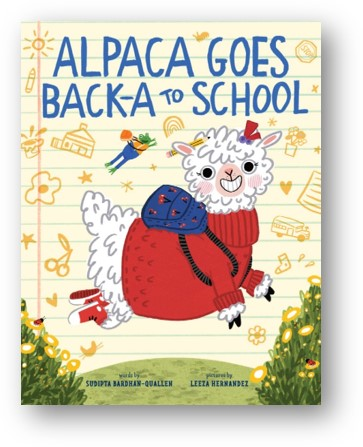 ALPACA GOES
BACK-A TO SCHOOL
words by
SUDIPTA BARDHAN-QUALLEN
pictures by
LEEZA HERNANDEZ